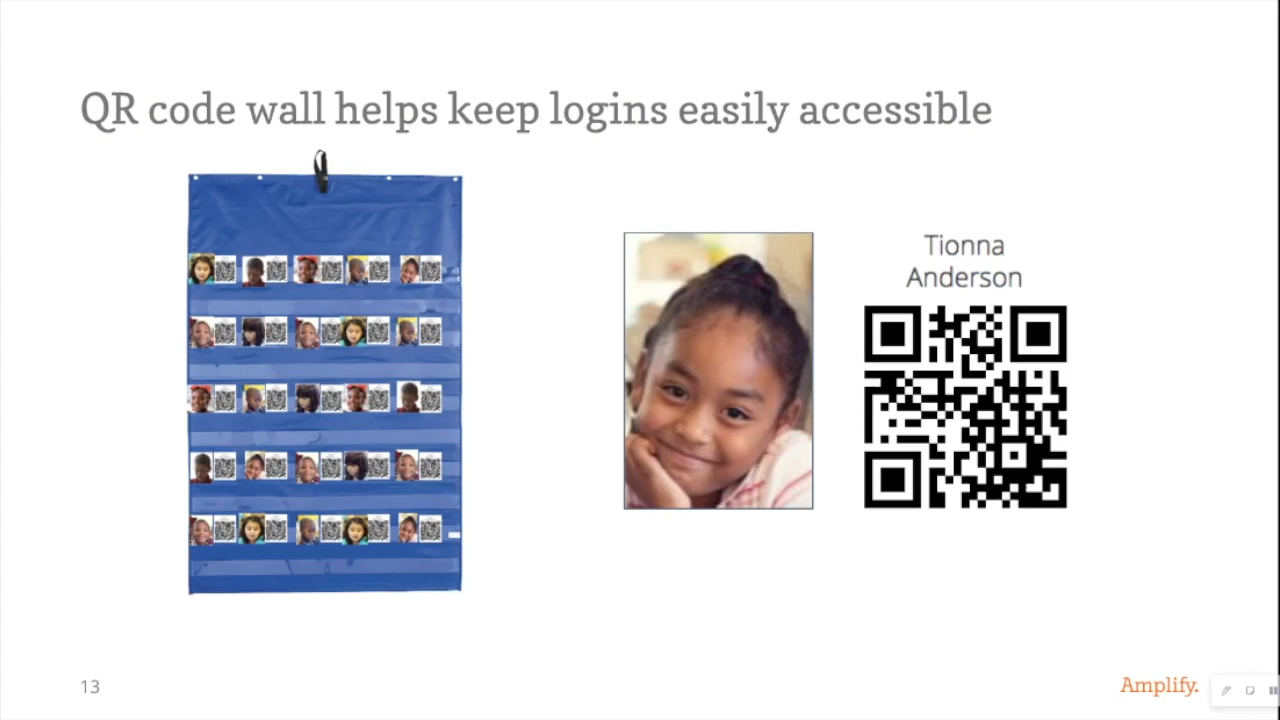 QR code wall helps keep logins easily accessible
Tionna
Anderson
13
Amplify.